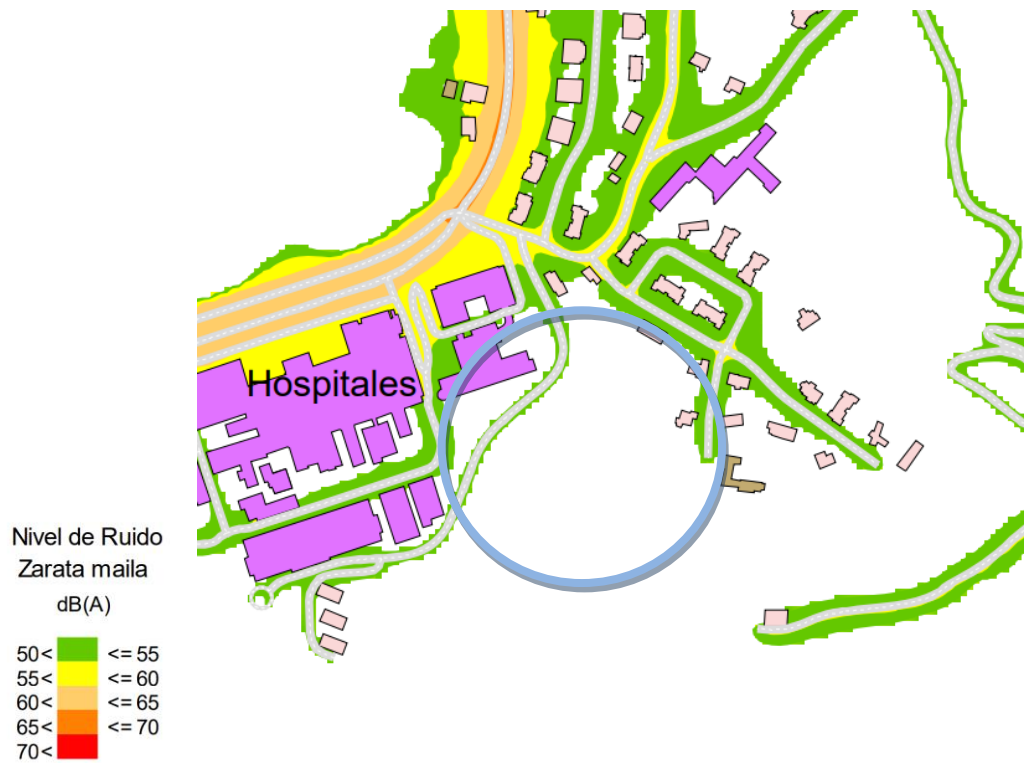 Hospitales
Nivel de Ruido
Zarata maila
dB(A)
50< <= 55
55< <= 60
60< <= 65
65< <= 70
70<